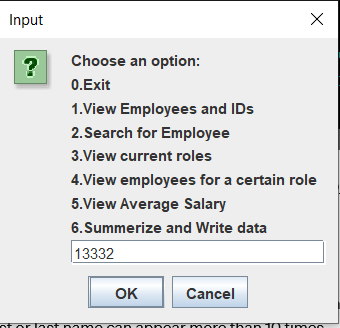 Input
Choose an option:
0.Exit
1.View Employees and IDs
2.Search for Employee
3.View current roles
4.View employees for a certain role
5.View Average Salary
6.Summerize and Write data
13332
OK Cancel
st or last name can appear more than 10 times